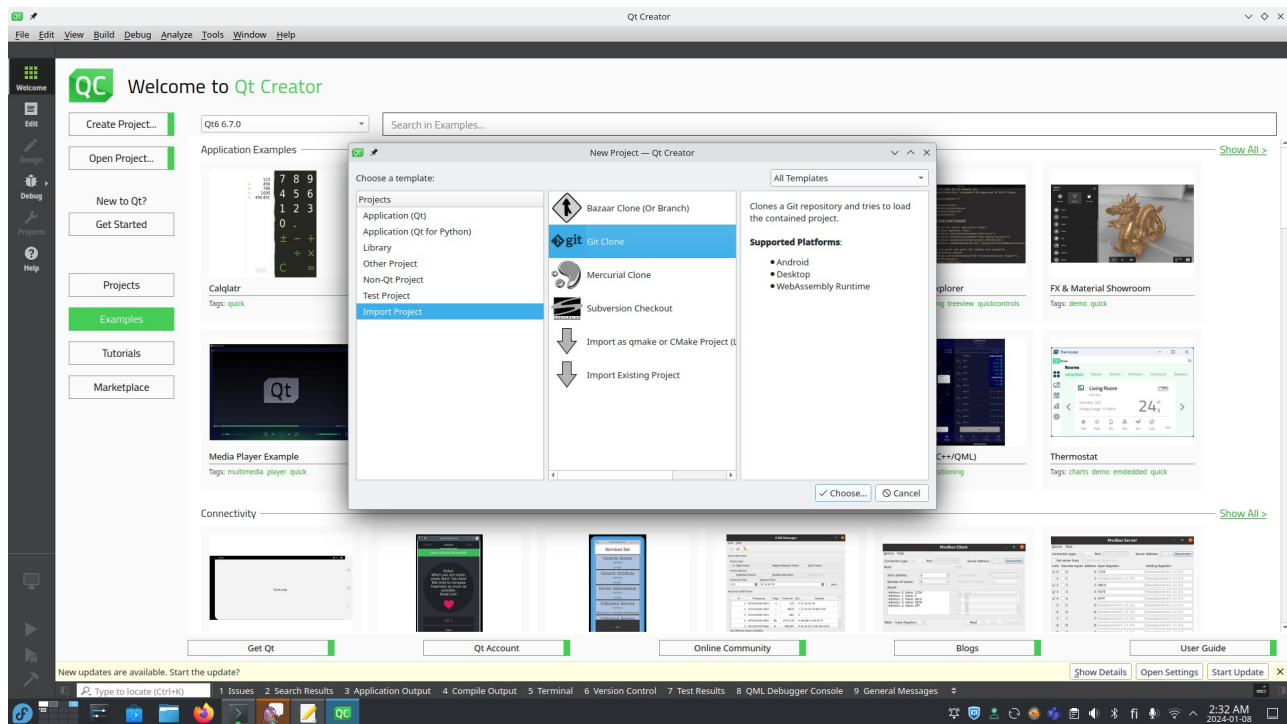 Qt Creator
File Edit View Build Debug Analyze Tools Window Help
Welcome
Edit
Design
Debug
Projects
Help
QC Welcome to Qt Creator
Create Project...
Open Project...
New to Qt?
Get Started
Projects
Examples
Tutorials
Marketplace
Qt6 6.7.0
Search in Examples...
Application Examples
Show All >
Calqlatr
Tags: quick
FX & Material Showroom
Tags: demo quick
Media Player Example
Tags: multimedia player quick
Thermostat
Tags: charts demo emdedded quick
New Project — Qt Creator
Choose a template:
All Templates
Projects
Application (Qt)
Application (Qt for Python)
Library
Other Project
Non-Qt Project
Test Project
Import Project
Bazaar Clone (Or Branch)
git Git Clone
Mercurial Clone
Subversion Checkout
Import as qmake or CMake Project (L
Import Existing Project
Clones a Git repository and tries to load
the contained project.
Supported Platforms:
Android
Desktop
WebAssembly Runtime
Choose...
Cancel
Connectivity
Show All >
Get Qt
Qt Account
Online Community
Blogs
User Guide
New updates are available. Start the update?
Show Details
Open Settings
Start Update
Type to locate (Ctrl+K)
1 Issues 2 Search Results 3 Application Output 4 Compile Output 5 Terminal 6 Version Control 7 Test Results 8 QML Debugger Console 9 General Messages
fi
2:32 AM
2024-01-08